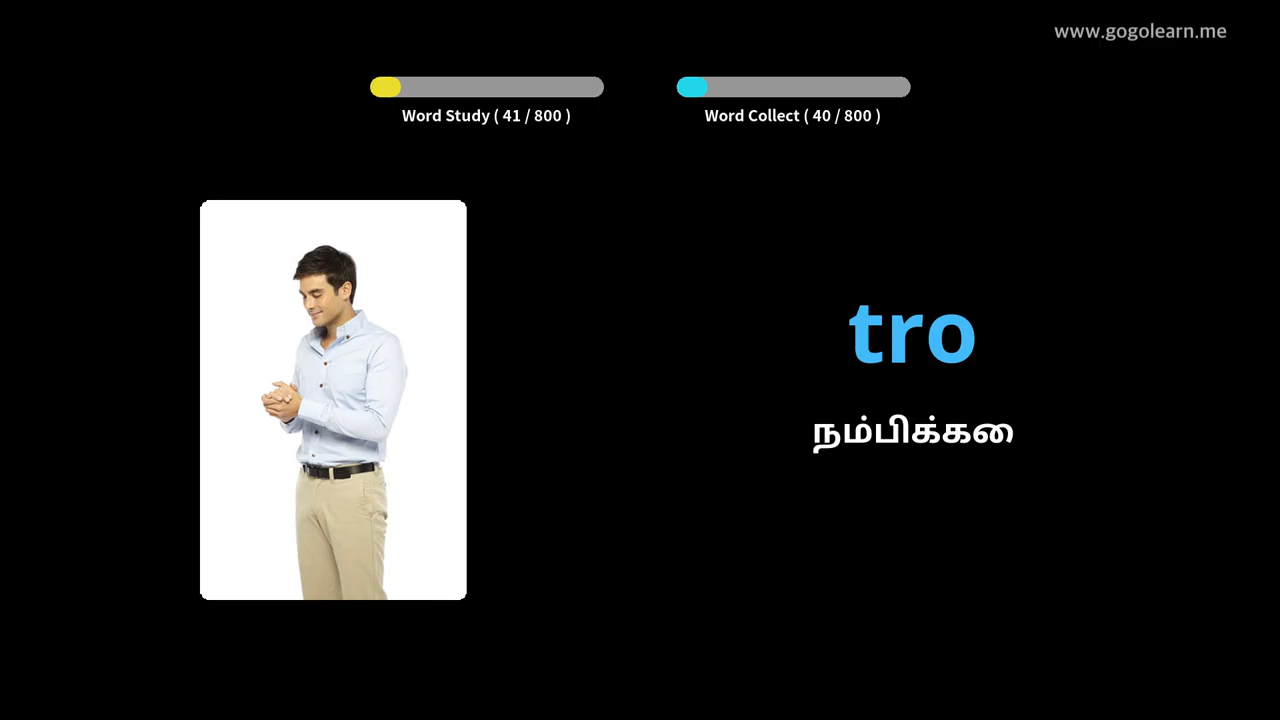 www.gogolearn.me
Word Study ( 41 / 800 )
Word Collect ( 40 / 800 )
tro
நம்பிக்கை